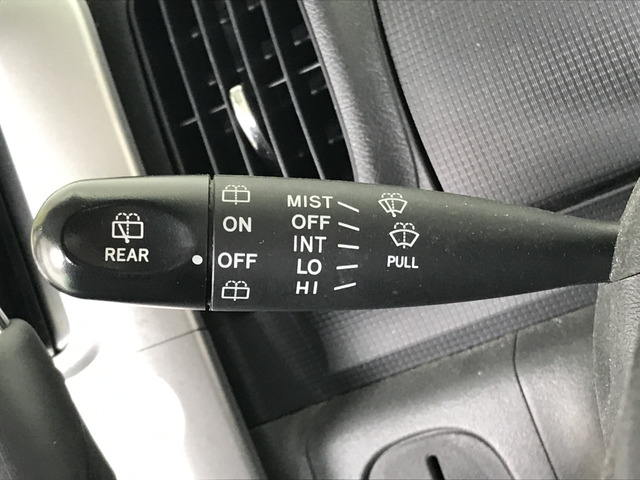 REAR
ON
OFF
MIST
OFF
INT
LO
HI
PULL